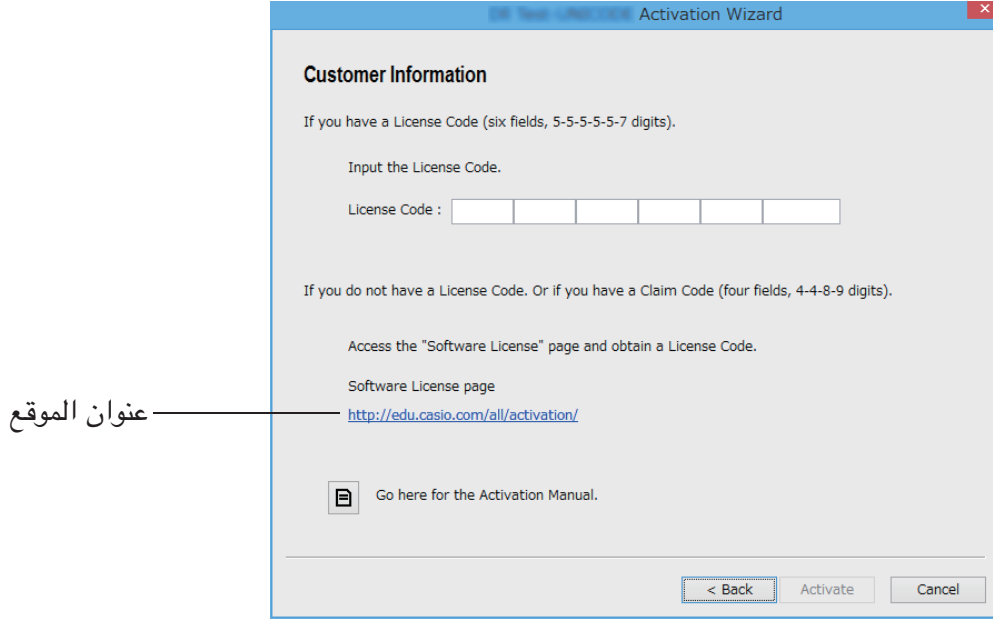 Activation Wizard
Customer Information
If you have a License Code (six fields, 5-5-5-5-5-7 digits).
Input the License Code.
License Code :
If you do not have a License Code. Or if you have a Claim Code (four fields, 4-4-8-9 digits).
Access the "Software License" page and obtain a License Code.
Software License page
عنوان الموقع
http://edu.casio.com/all/activation/
Go here for the Activation Manual.
< Back Activate Cancel